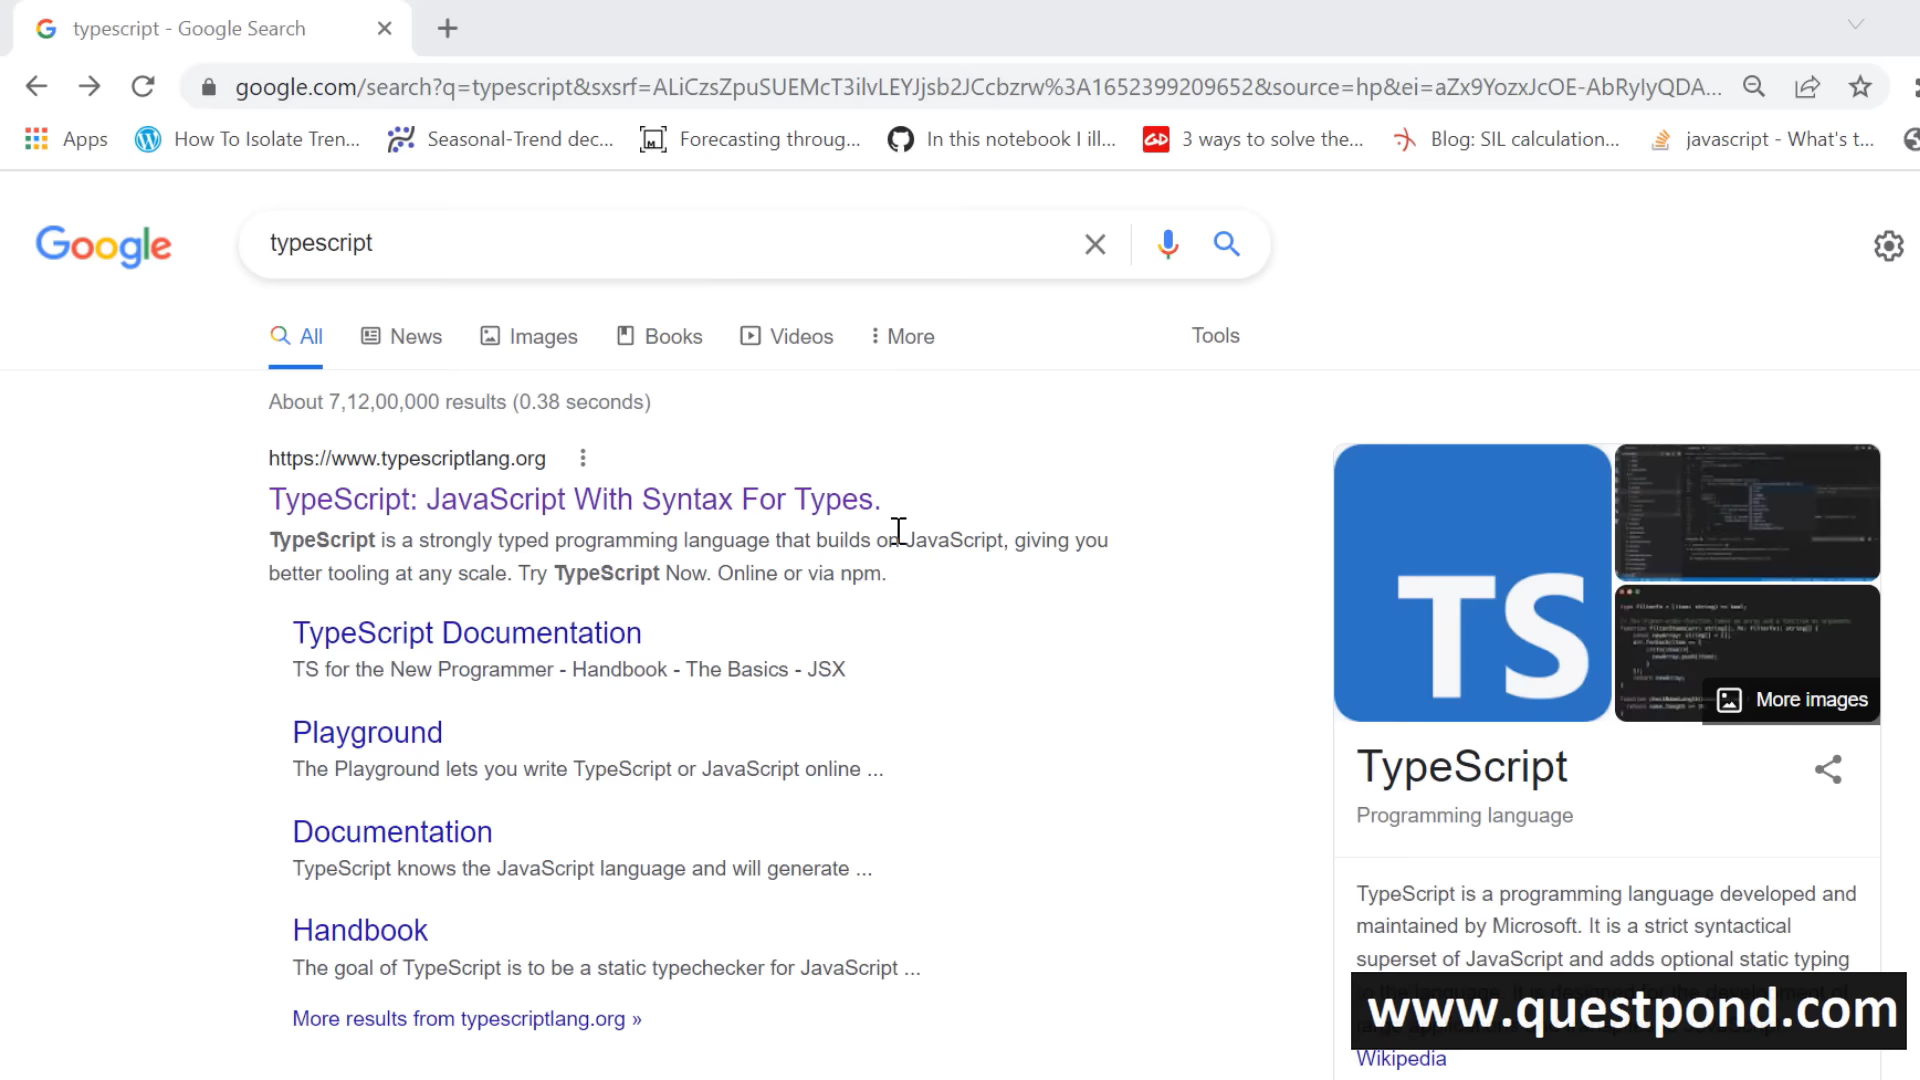 typescript - Google Search
google.com/search?q=typescript&sxsrf=ALiCzsZpuSUEMcT3ilvLEYJjsb2JCcbzrw%3A1652399209652&source=hp&ei=aZx9YozxJcOE-AbRyIyQDA...
Apps
How To Isolate Tren...
Seasonal-Trend dec...
Forecasting throug...
In this notebook I ill...
3 ways to solve the...
Blog: SIL calculation...
javascript - What's t...
Google
typescript
All
News
Images
Books
Videos
More
Tools
About 7,12,00,000 results (0.38 seconds)
https://www.typescriptlang.org
TypeScript: JavaScript With Syntax For Types.
TypeScript is a strongly typed programming language that builds on JavaScript, giving you
better tooling at any scale. Try TypeScript Now. Online or via npm.
TypeScript Documentation
TS for the New Programmer - Handbook - The Basics - JSX
Playground
The Playground lets you write TypeScript or JavaScript online ...
Documentation
TypeScript knows the JavaScript language and will generate ...
Handbook
The goal of TypeScript is to be a static typechecker for JavaScript ...
More results from typescriptlang.org »
TS
More images
TypeScript
Programming language
TypeScript is a programming language developed and
maintained by Microsoft. It is a strict syntactical
superset of JavaScript and adds optional static typing
www.questpond.com
Wikipedia